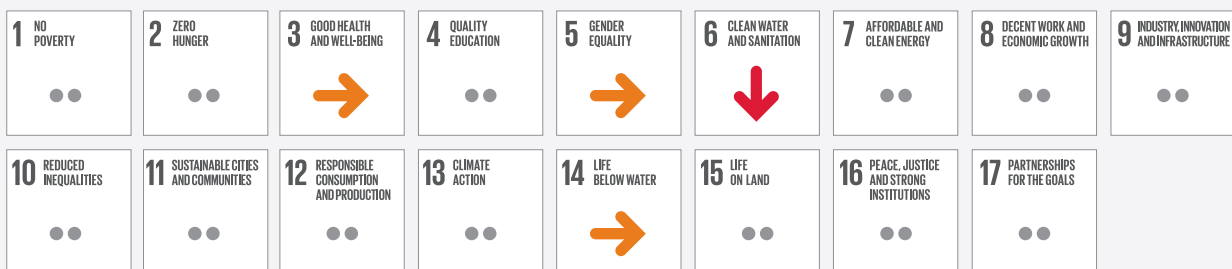 1 NO
POVERTY
2 ZERO
HUNGER
3 GOOD HEALTH
AND WELL-BEING
4 QUALITY
EDUCATION
5 GENDER
EQUALITY
6 CLEAN WATER
AND SANITATION
7 AFFORDABLE AND
CLEAN ENERGY
8 DECENT WORK AND
ECONOMIC GROWTH
9 INDUSTRY, INNOVATION
AND INFRASTRUCTURE
10 REDUCED
INEQUALITIES
11 SUSTAINABLE CITIES
AND COMMUNITIES
12 RESPONSIBLE
CONSUMPTION
AND PRODUCTION
13 CLIMATE
ACTION
14 LIFE
BELOW WATER
15 LIFE
ON LAND
16 PEACE, JUSTICE
AND STRONG
INSTITUTIONS
17 PARTNERSHIPS
FOR THE GOALS